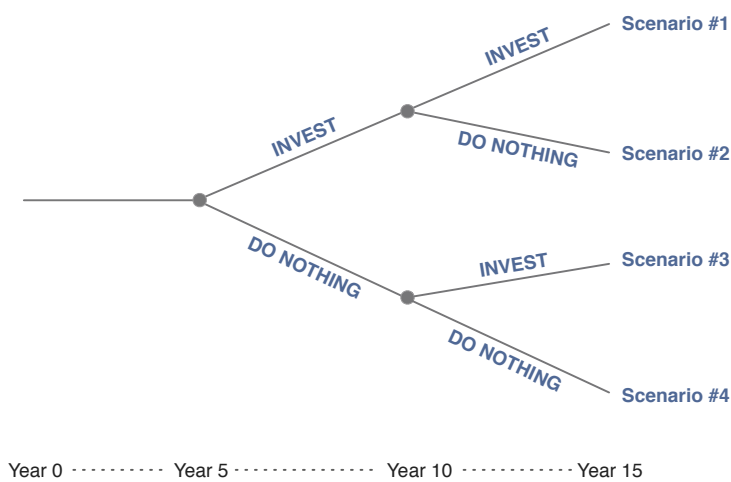 Scenario #1
INVEST
INVEST
DO NOTHING
Scenario #2
DO NOTHING
INVEST
Scenario #3
DO NOTHING
Scenario #4
Year 0 Year 5 Year 10 Year 15